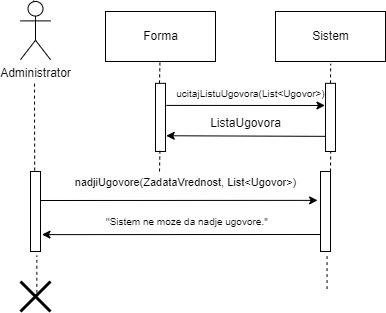 Forma
Sistem
Administrator
ucitajListuUgovora(List<Ugovor>)
ListaUgovora
nadjiUgovore(ZadataVrednost, List<Ugovor>)
"Sistem ne moze da nadje ugovore."